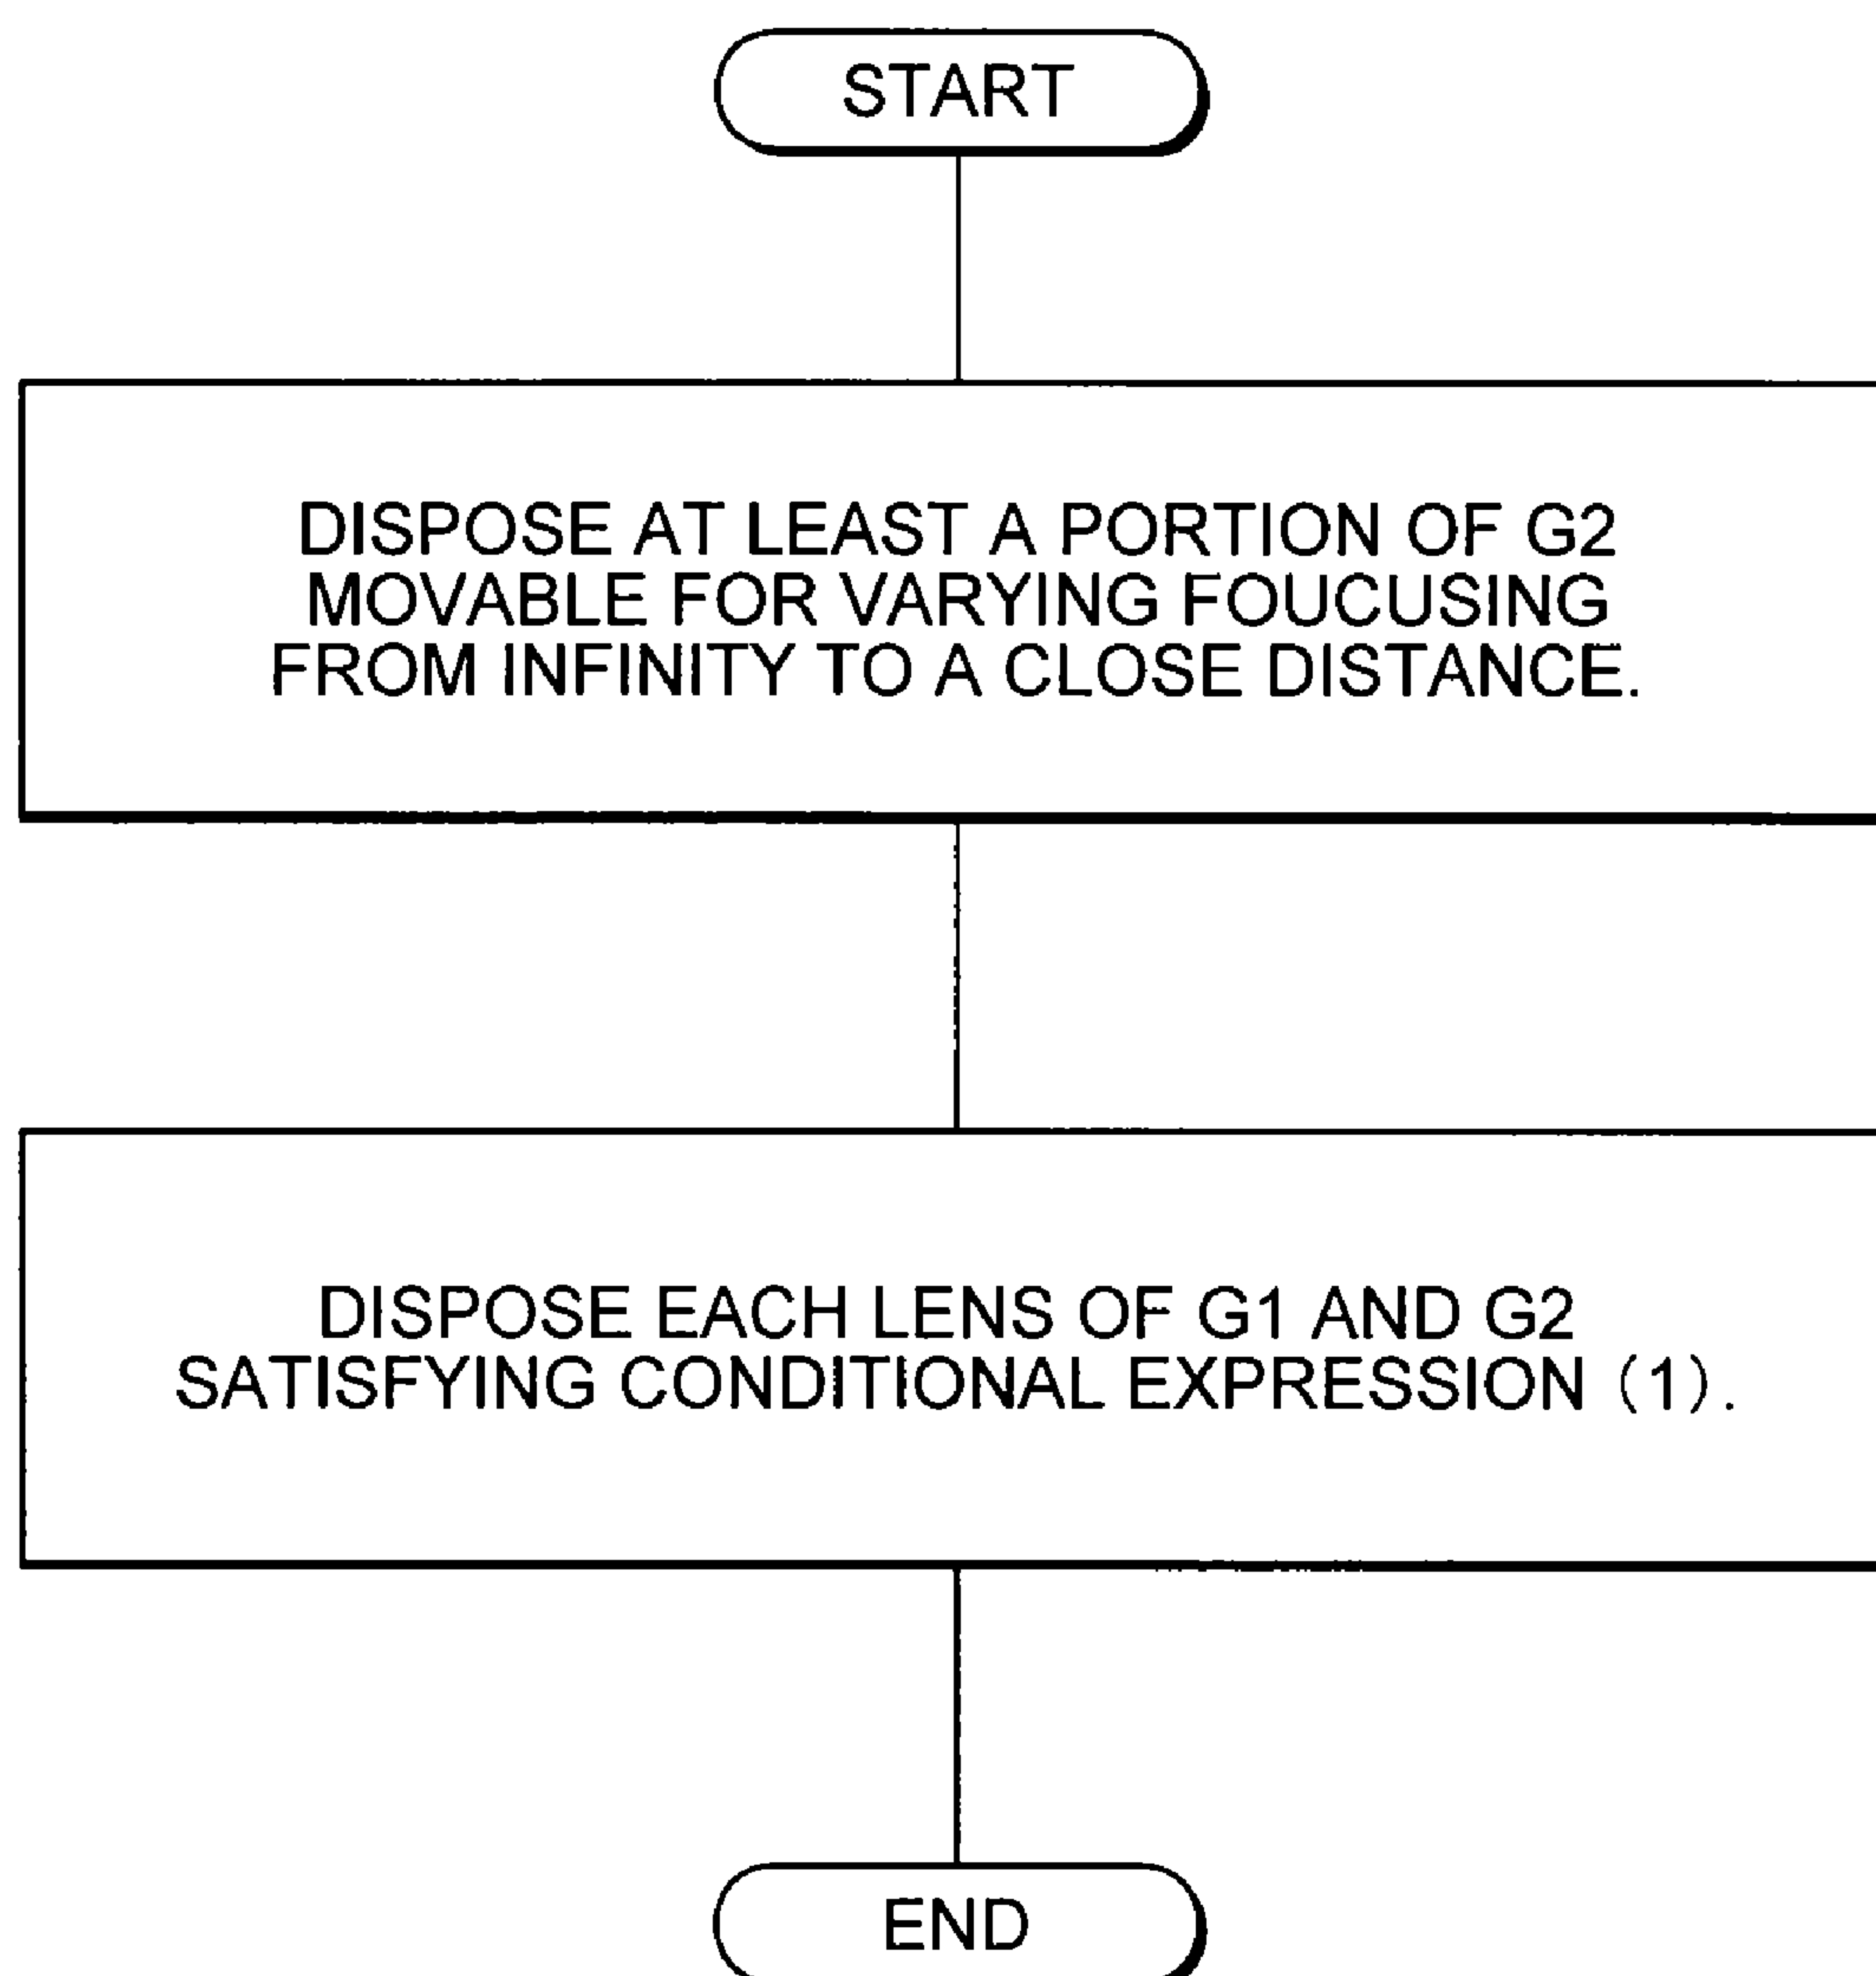 START
DISPOSE AT LEAST A PORTION OF G2
MOVABLE FOR VARYING FOUCUSING
FROM INFINITY TO A CLOSE DISTANCE.
DISPOSE EACH LENS OF G1 AND G2
SATISFYING CONDITIONAL EXPRESSION (1).
END